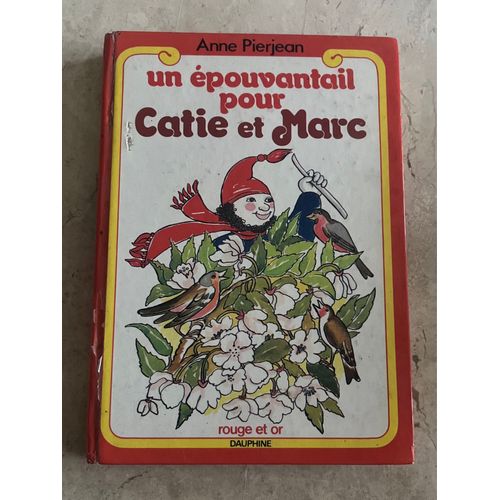 Anne Pierjean
un épouvantail
pour
Catie et Marc
rouge et or
DAUPHINE